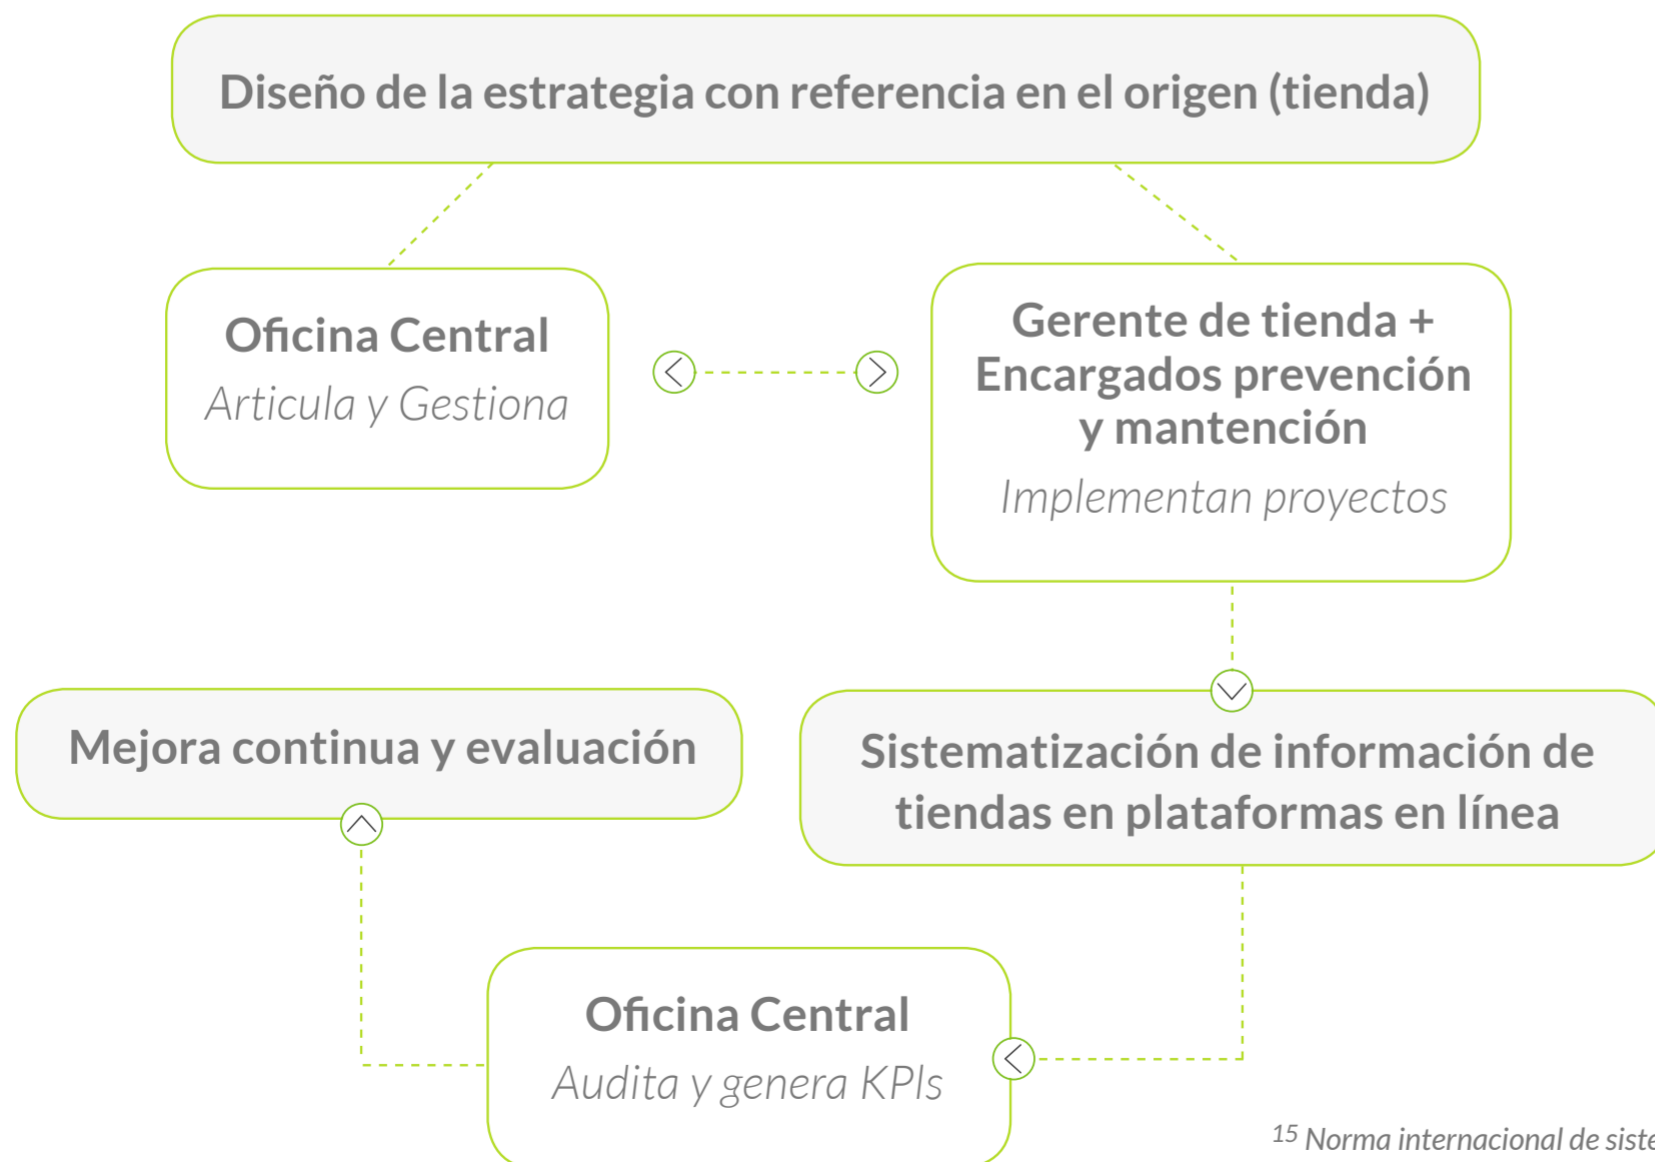 Diseño de la estrategia con referencia en el origen (tienda)
Oficina Central
Articula y Gestiona
Gerente de tienda +
Encargados prevención
y mantención
Implementan proyectos
Mejora continua y evaluación
Sistematización de información de
tiendas en plataformas en línea
Oficina Central
Audita y genera KPIs
15 Norma internacional de siste